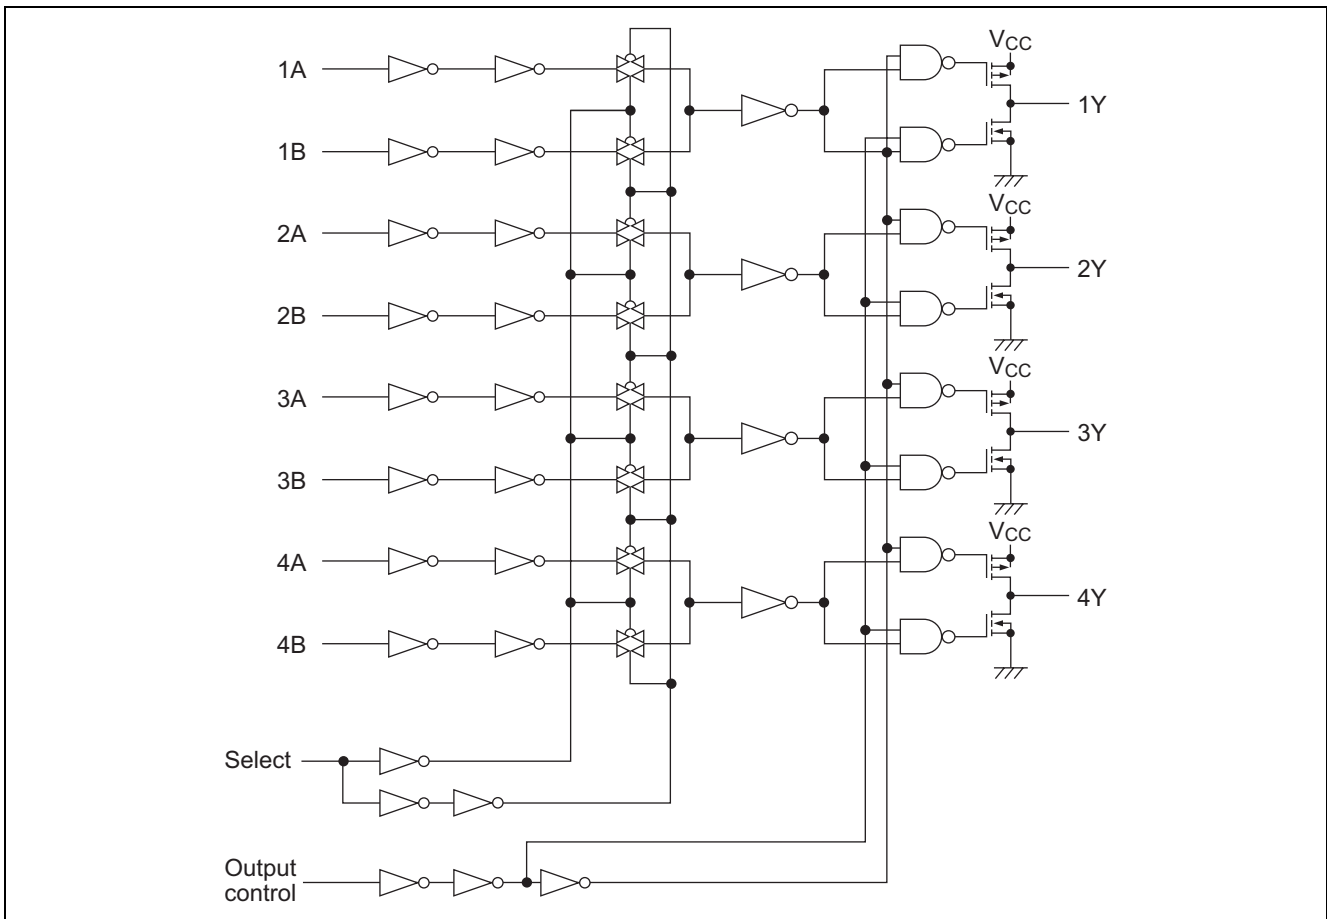 1A
VCC
1Y
1B
VCC
2A
2Y
2B
VCC
3A
3Y
3B
VCC
4A
4Y
4B
Select
Output
control